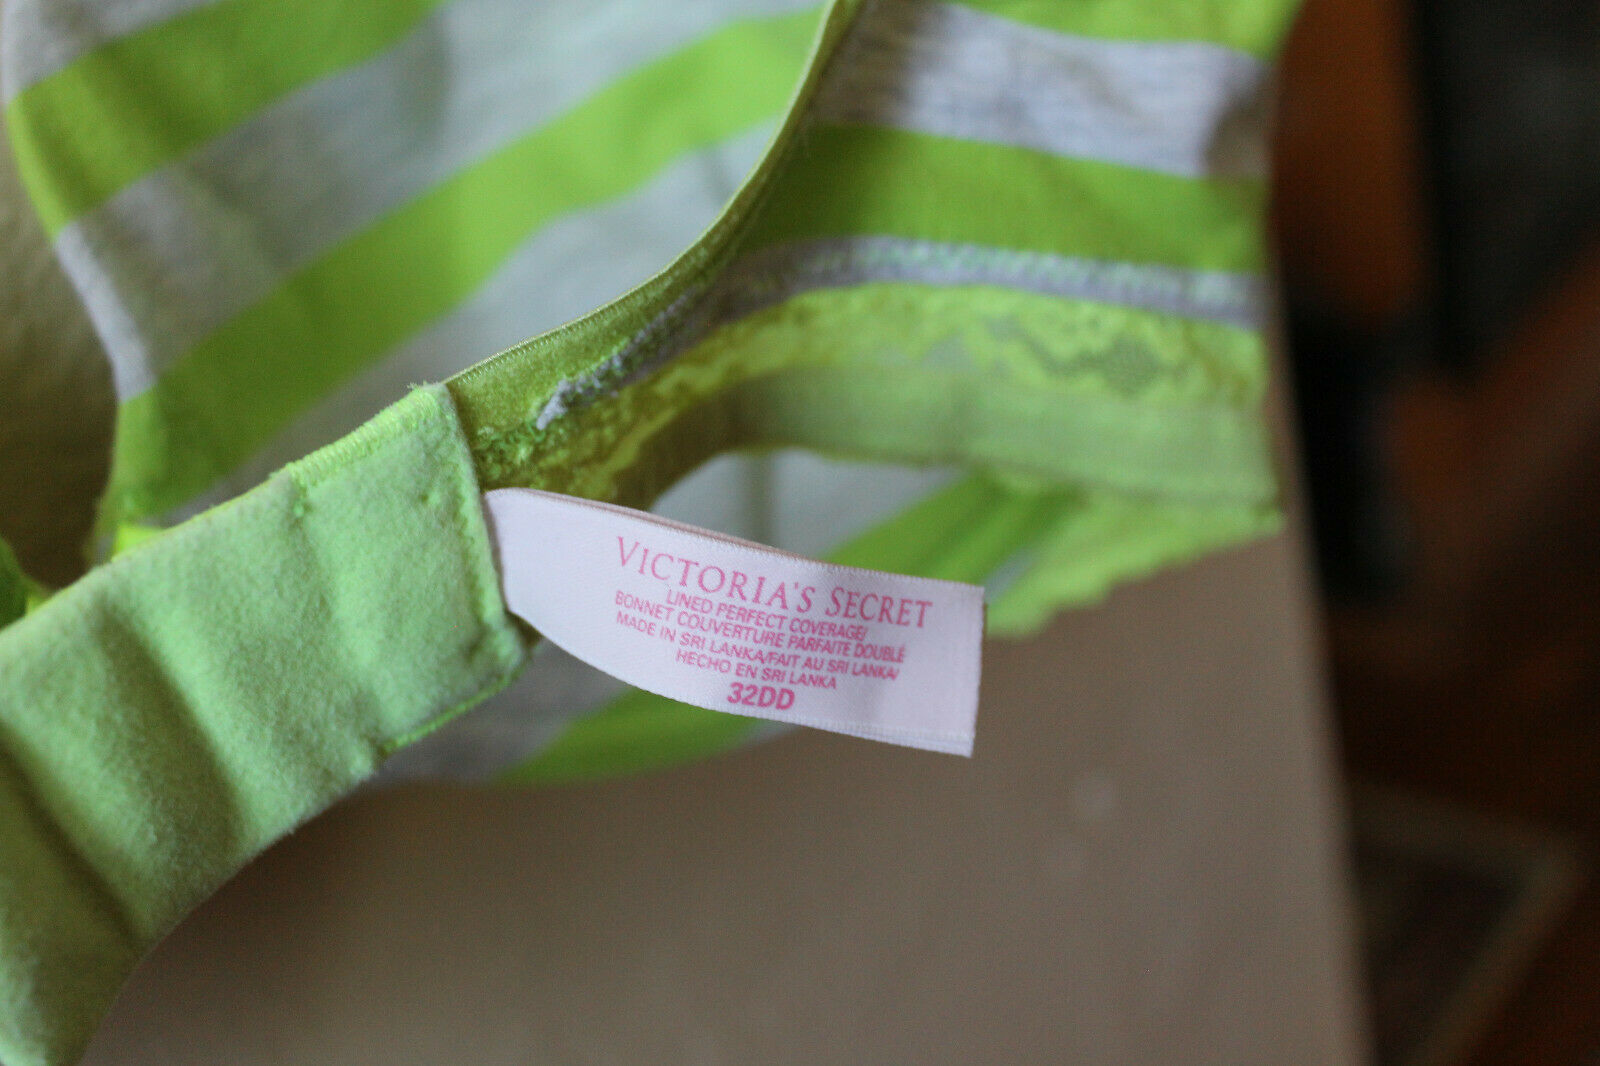 VICTORIA'S SECRET
LINED PERFECT COVERAGE/
BONNET COUVERTURE PARFAITE DOUBLÉ
MADE IN SRI LANKA/FAIT AU SRI LANKA/
HECHO EN SRI LANKA
32DD